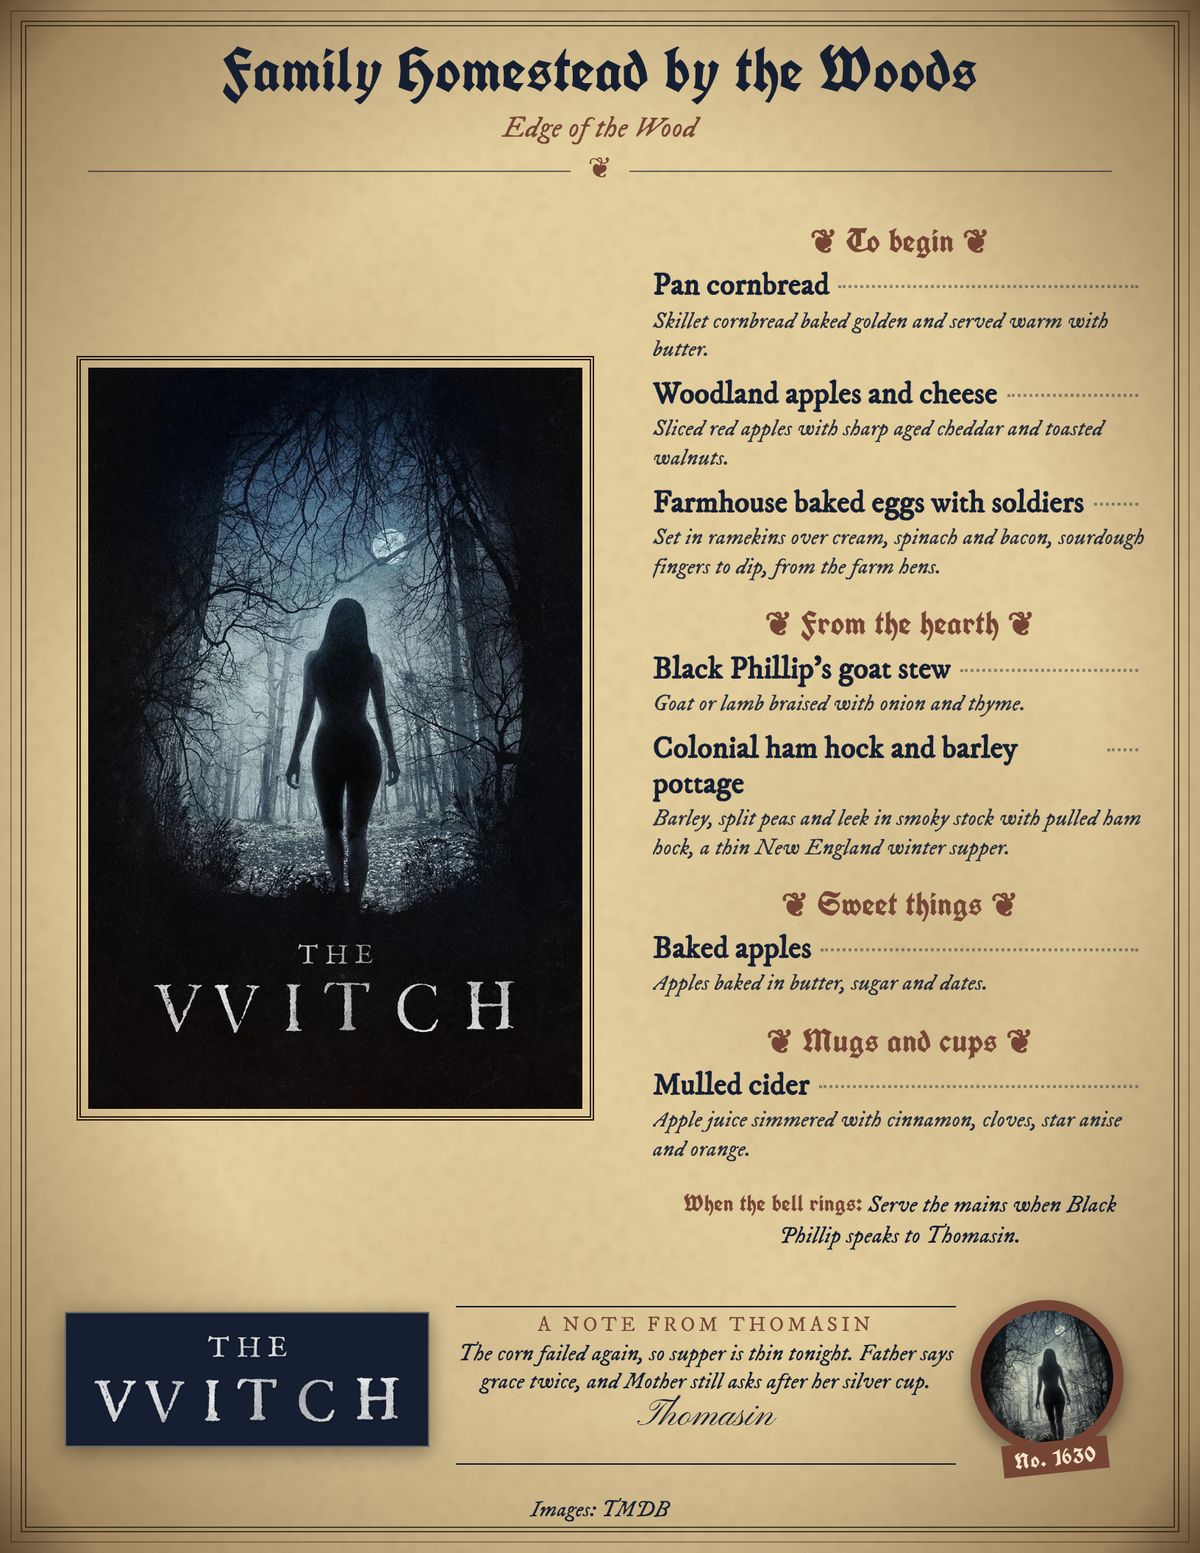 Family Homestead by the Woods
Edge of the Wood
To begin
Pan cornbread
Skillet cornbread baked golden and served warm with
butter.
Woodland apples and cheese
Sliced red apples with sharp aged cheddar and toasted
walnuts.
Farmhouse baked eggs with soldiers
Set in ramekins over cream, spinach and bacon, sourdough
fingers to dip, from the farm hens.
From the hearth
Black Phillip’s goat stew
Goat or lamb braised with onion and thyme.
Colonial ham hock and barley
pottage
Barley, split peas and leek in smoky stock with pulled ham
hock, a thin New England winter supper.
Sweet things
Baked apples
Apples baked in butter, sugar and dates.
Mugs and cups
Mulled cider
Apple juice simmered with cinnamon, cloves, star anise
and orange.
When the bell rings: Serve the mains when Black
Phillip speaks to Thomasin.
THE
VVITCH
THE
VVITCH
A NOTE FROM THOMASIN
The corn failed again, so supper is thin tonight. Father says
grace twice, and Mother still asks after her silver cup.
Thomasin
No. 1630
Images: TMDB